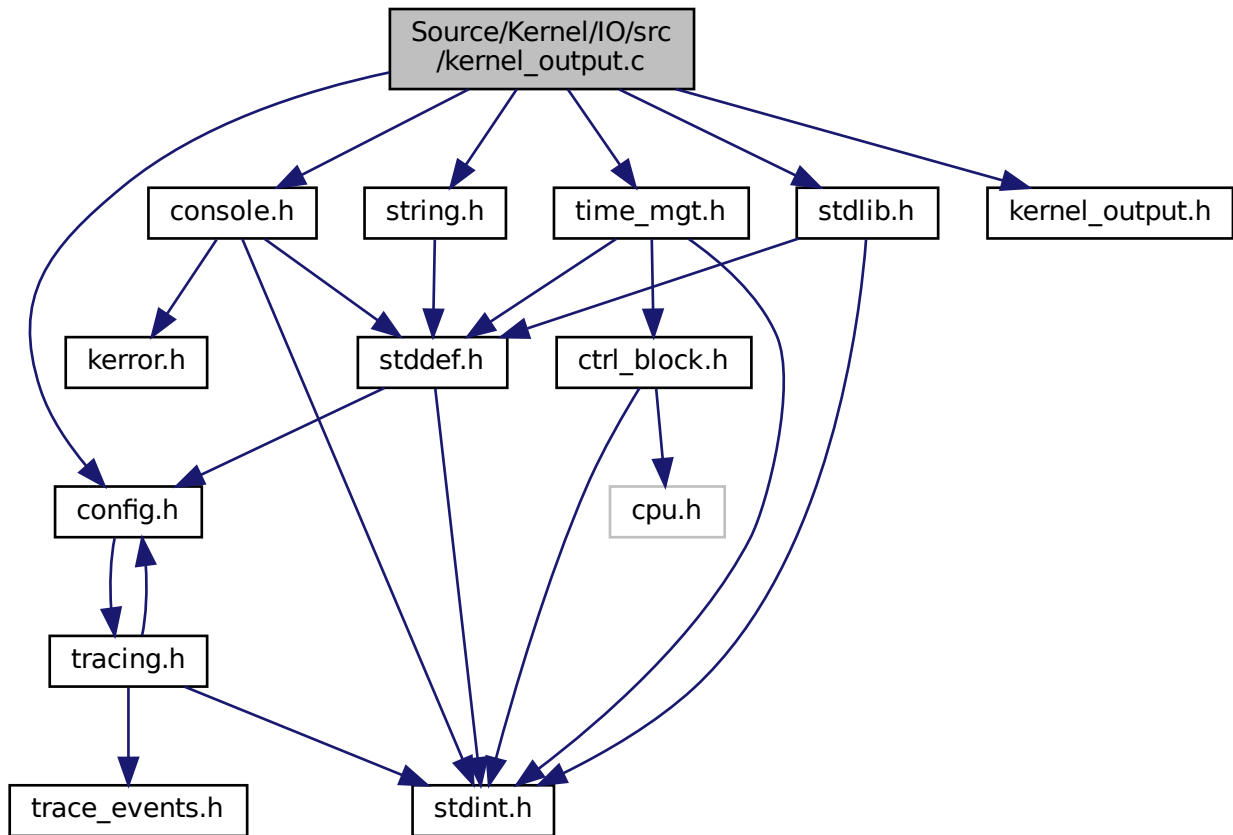 Source/Kernel/IO/src
/kernel_output.c
console.h
string.h
time_mgt.h
stdlib.h
kernel_output.h
kerror.h
stddef.h
ctrl_block.h
config.h
cpu.h
tracing.h
trace_events.h
stdint.h